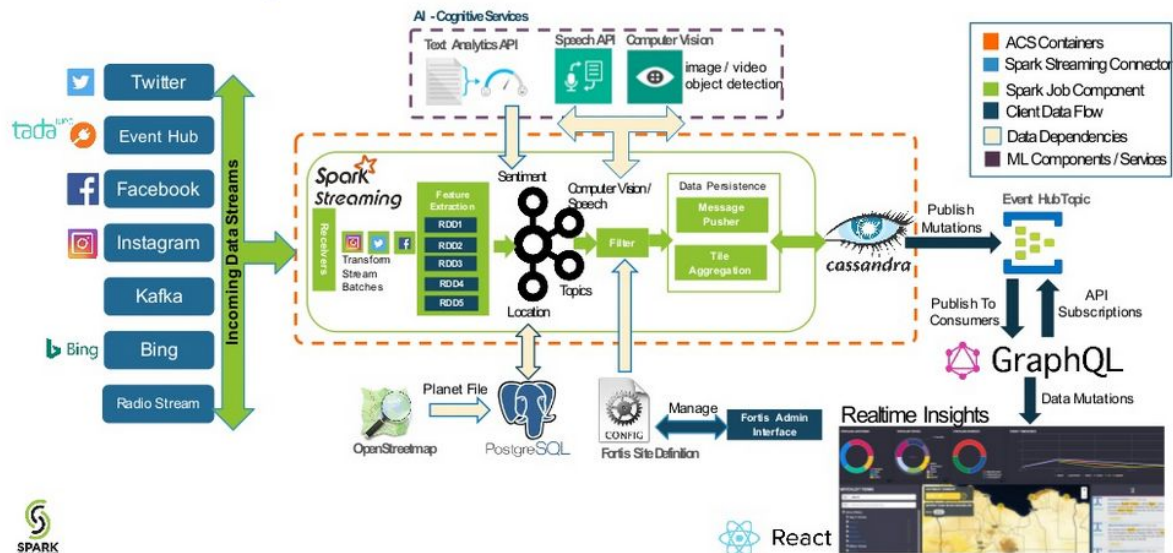 AI - Cognitive Services
Text Analytics API
Speech API
Computer Vision
image / video
object detection
ACS Containers
Spark Streaming Connector
Spark Job Component
Client Data Flow
Data Dependencies
ML Components / Services
Twitter
tada
Event Hub
Facebook
Instagram
Kafka
Bing
Bing
Radio Stream
Incoming Data Streams
Spark
Streaming
Receivers
Transform
Stream
Batches
Feature
Extraction
RDD1
RDD2
RDD3
RDD4
RDD5
Sentiment
Location
Topics
Computer Vision /
Speech
Filter
Data Persistence
Message
Pusher
Tile
Aggregation
cassandra
Publish
Mutations
Event HubTopic
Publish To
Consumers
API
Subscriptions
GraphQL
Data Mutations
OpenStreetmap
Planet File
PostgreSQL
CONFIG
Fortis Site Definition
Manage
Fortis Admin
Interface
Realtime Insights
React
SPARK